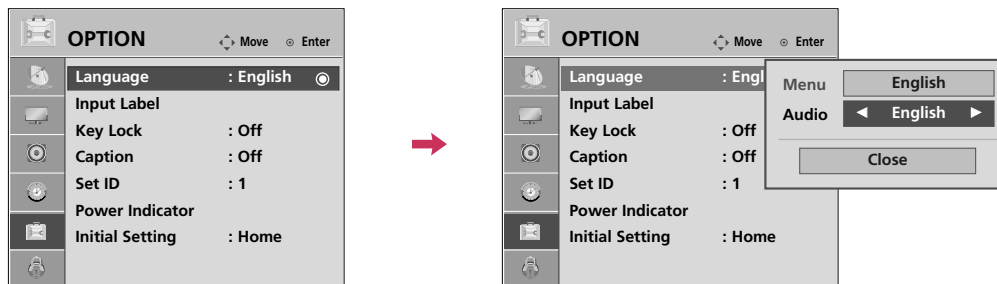 OPTION Move Enter
Language : English
Input Label
Key Lock : Off
Caption : Off
Set ID : 1
Power Indicator
Initial Setting : Home
OPTION Move Enter
Language : Engl
Input Label
Key Lock : Off
Caption : Off
Set ID : 1
Power Indicator
Initial Setting : Home
Menu English
Audio ◄ English ►
Close